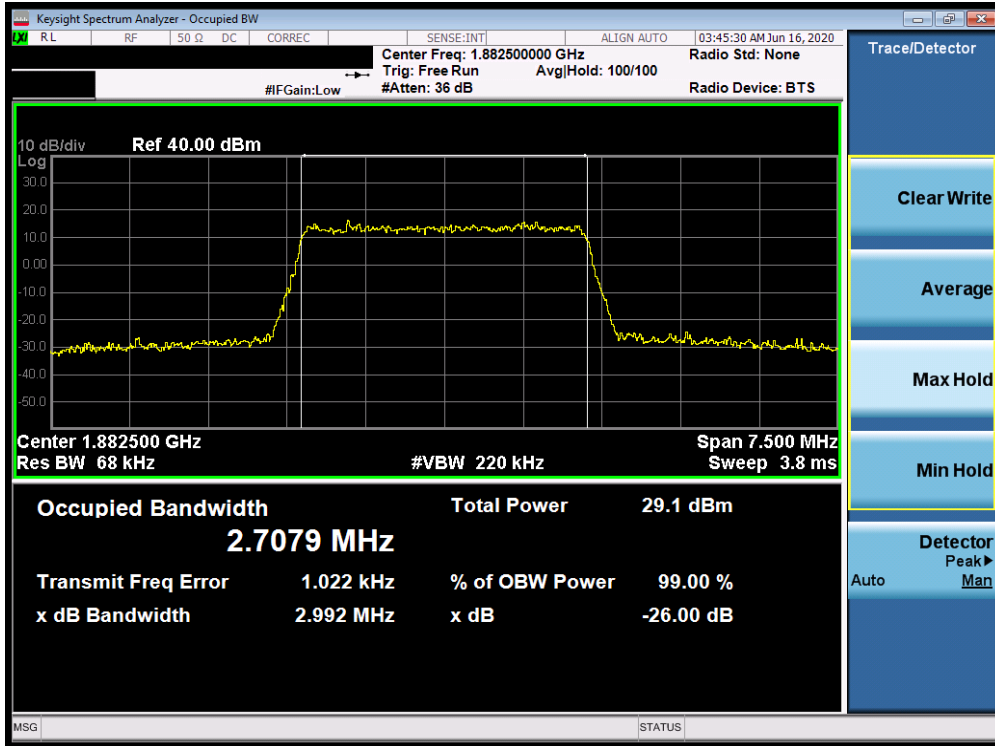 Keysight Spectrum Analyzer - Occupied BW
LXI RL RF 50 Ω DC CORREC SENSE:INT ALIGN AUTO 03:45:30 AM Jun 16, 2020
Center Freq: 1.882500000 GHz Radio Std: None
Trig: Free Run Avg|Hold: 100/100
#IFGain:Low #Atten: 36 dB Radio Device: BTS
Trace/Detector
10 dB/div Ref 40.00 dBm
Log
30.0
20.0
10.0
0.00
-10.0
-20.0
-30.0
-40.0
-50.0
Center 1.882500 GHz Span 7.500 MHz
Res BW 68 kHz #VBW 220 kHz Sweep 3.8 ms
Occupied Bandwidth Total Power 29.1 dBm
2.7079 MHz
Transmit Freq Error 1.022 kHz % of OBW Power 99.00 %
x dB Bandwidth 2.992 MHz x dB -26.00 dB
Clear Write
Average
Max Hold
Min Hold
Detector
Peak▶
Auto Man
MSG STATUS